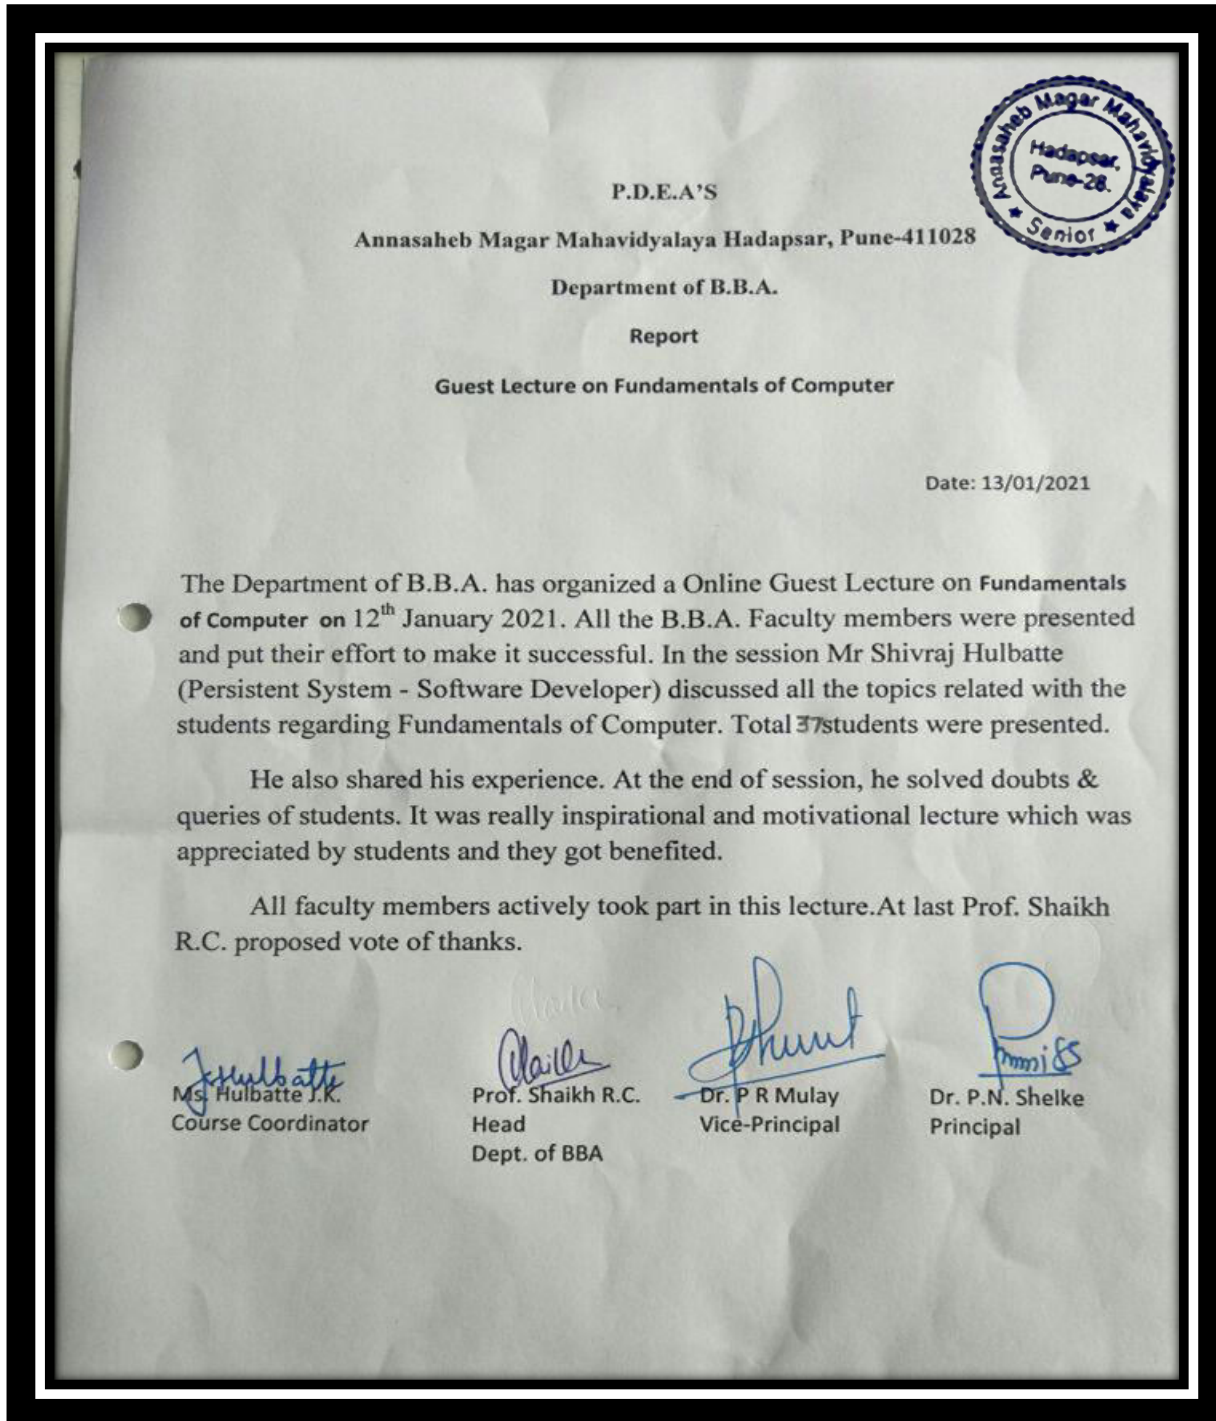 Annasaheb Magar Mahavidyalaya
Hadapsar,
Pune-28.
★ Senior ★
P.D.E.A'S
Annasaheb Magar Mahavidyalaya Hadapsar, Pune-411028
Department of B.B.A.
Report
Guest Lecture on Fundamentals of Computer
Date: 13/01/2021
The Department of B.B.A. has organized a Online Guest Lecture on Fundamentals
of Computer on 12th January 2021. All the B.B.A. Faculty members were presented
and put their effort to make it successful. In the session Mr Shivraj Hulbatte
(Persistent System - Software Developer) discussed all the topics related with the
students regarding Fundamentals of Computer. Total 37students were presented.
He also shared his experience. At the end of session, he solved doubts &
queries of students. It was really inspirational and motivational lecture which was
appreciated by students and they got benefited.
All faculty members actively took part in this lecture.At last Prof. Shaikh
R.C. proposed vote of thanks.
Ms. Hulbatte J.K. Prof. Shaikh R.C. Dr. P R Mulay Dr. P.N. Shelke
Course Coordinator Head Vice-Principal Principal
Dept. of BBA